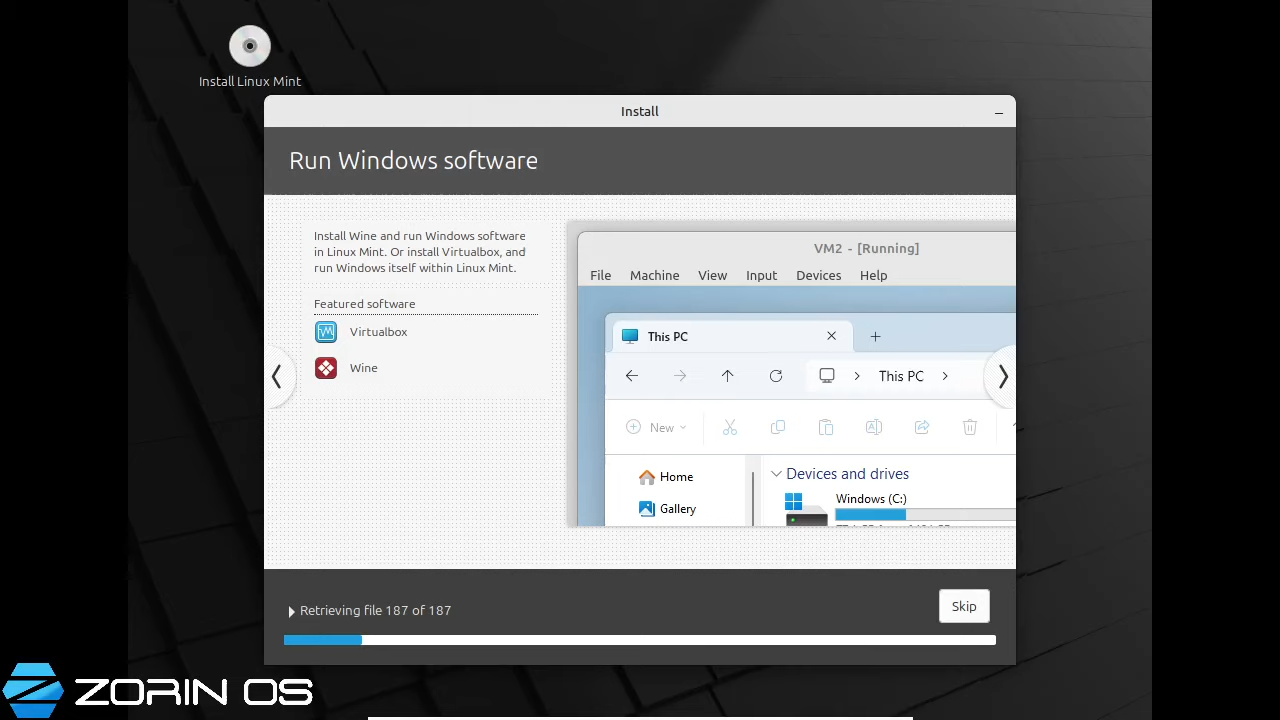 Install Linux Mint
Install
Run Windows software
Install Wine and run Windows software
in Linux Mint. Or install Virtualbox, and
run Windows itself within Linux Mint.
Featured software
Virtualbox
Wine
VM2 - [Running]
File Machine View Input Devices Help
This PC
This PC
New
Home
Gallery
Devices and drives
Windows (C:)
Retrieving file 187 of 187
Skip
ZORIN OS